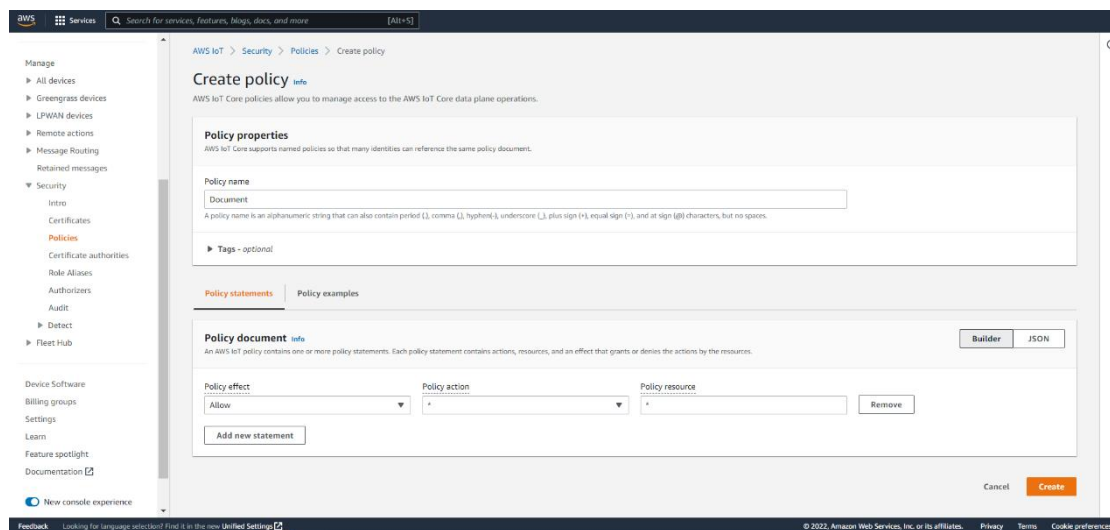 aws
Services
Search for services, features, blogs, docs, and more
[Alt+S]
Manage
All devices
Greengrass devices
LPWAN devices
Remote actions
Message Routing
Retained messages
Security
Intro
Certificates
Policies
Certificate authorities
Role Aliases
Authorizers
Audit
Detect
Fleet Hub
Device Software
Billing groups
Settings
Learn
Feature spotlight
Documentation
New console experience
AWS IoT > Security > Policies > Create policy
Create policy Info
AWS IoT Core policies allow you to manage access to the AWS IoT Core data plane operations.
Policy properties
AWS IoT Core supports named policies so that many identities can reference the same policy document.
Policy name
Document
A policy name is an alphanumeric string that can also contain period (.), comma (,), hyphen(-), underscore (_), plus sign (+), equal sign (=), and at sign (@) characters, but no spaces.
Tags - optional
Policy statements Policy examples
Policy document Info
Builder JSON
An AWS IoT policy contains one or more policy statements. Each policy statement contains actions, resources, and an effect that grants or denies the actions by the resources.
Policy effect Policy action Policy resource
Allow * * Remove
Add new statement
Cancel Create
Feedback Looking for language selection? Find it in the new Unified Settings © 2022, Amazon Web Services, Inc. or its affiliates. Privacy Terms Cookie preferences